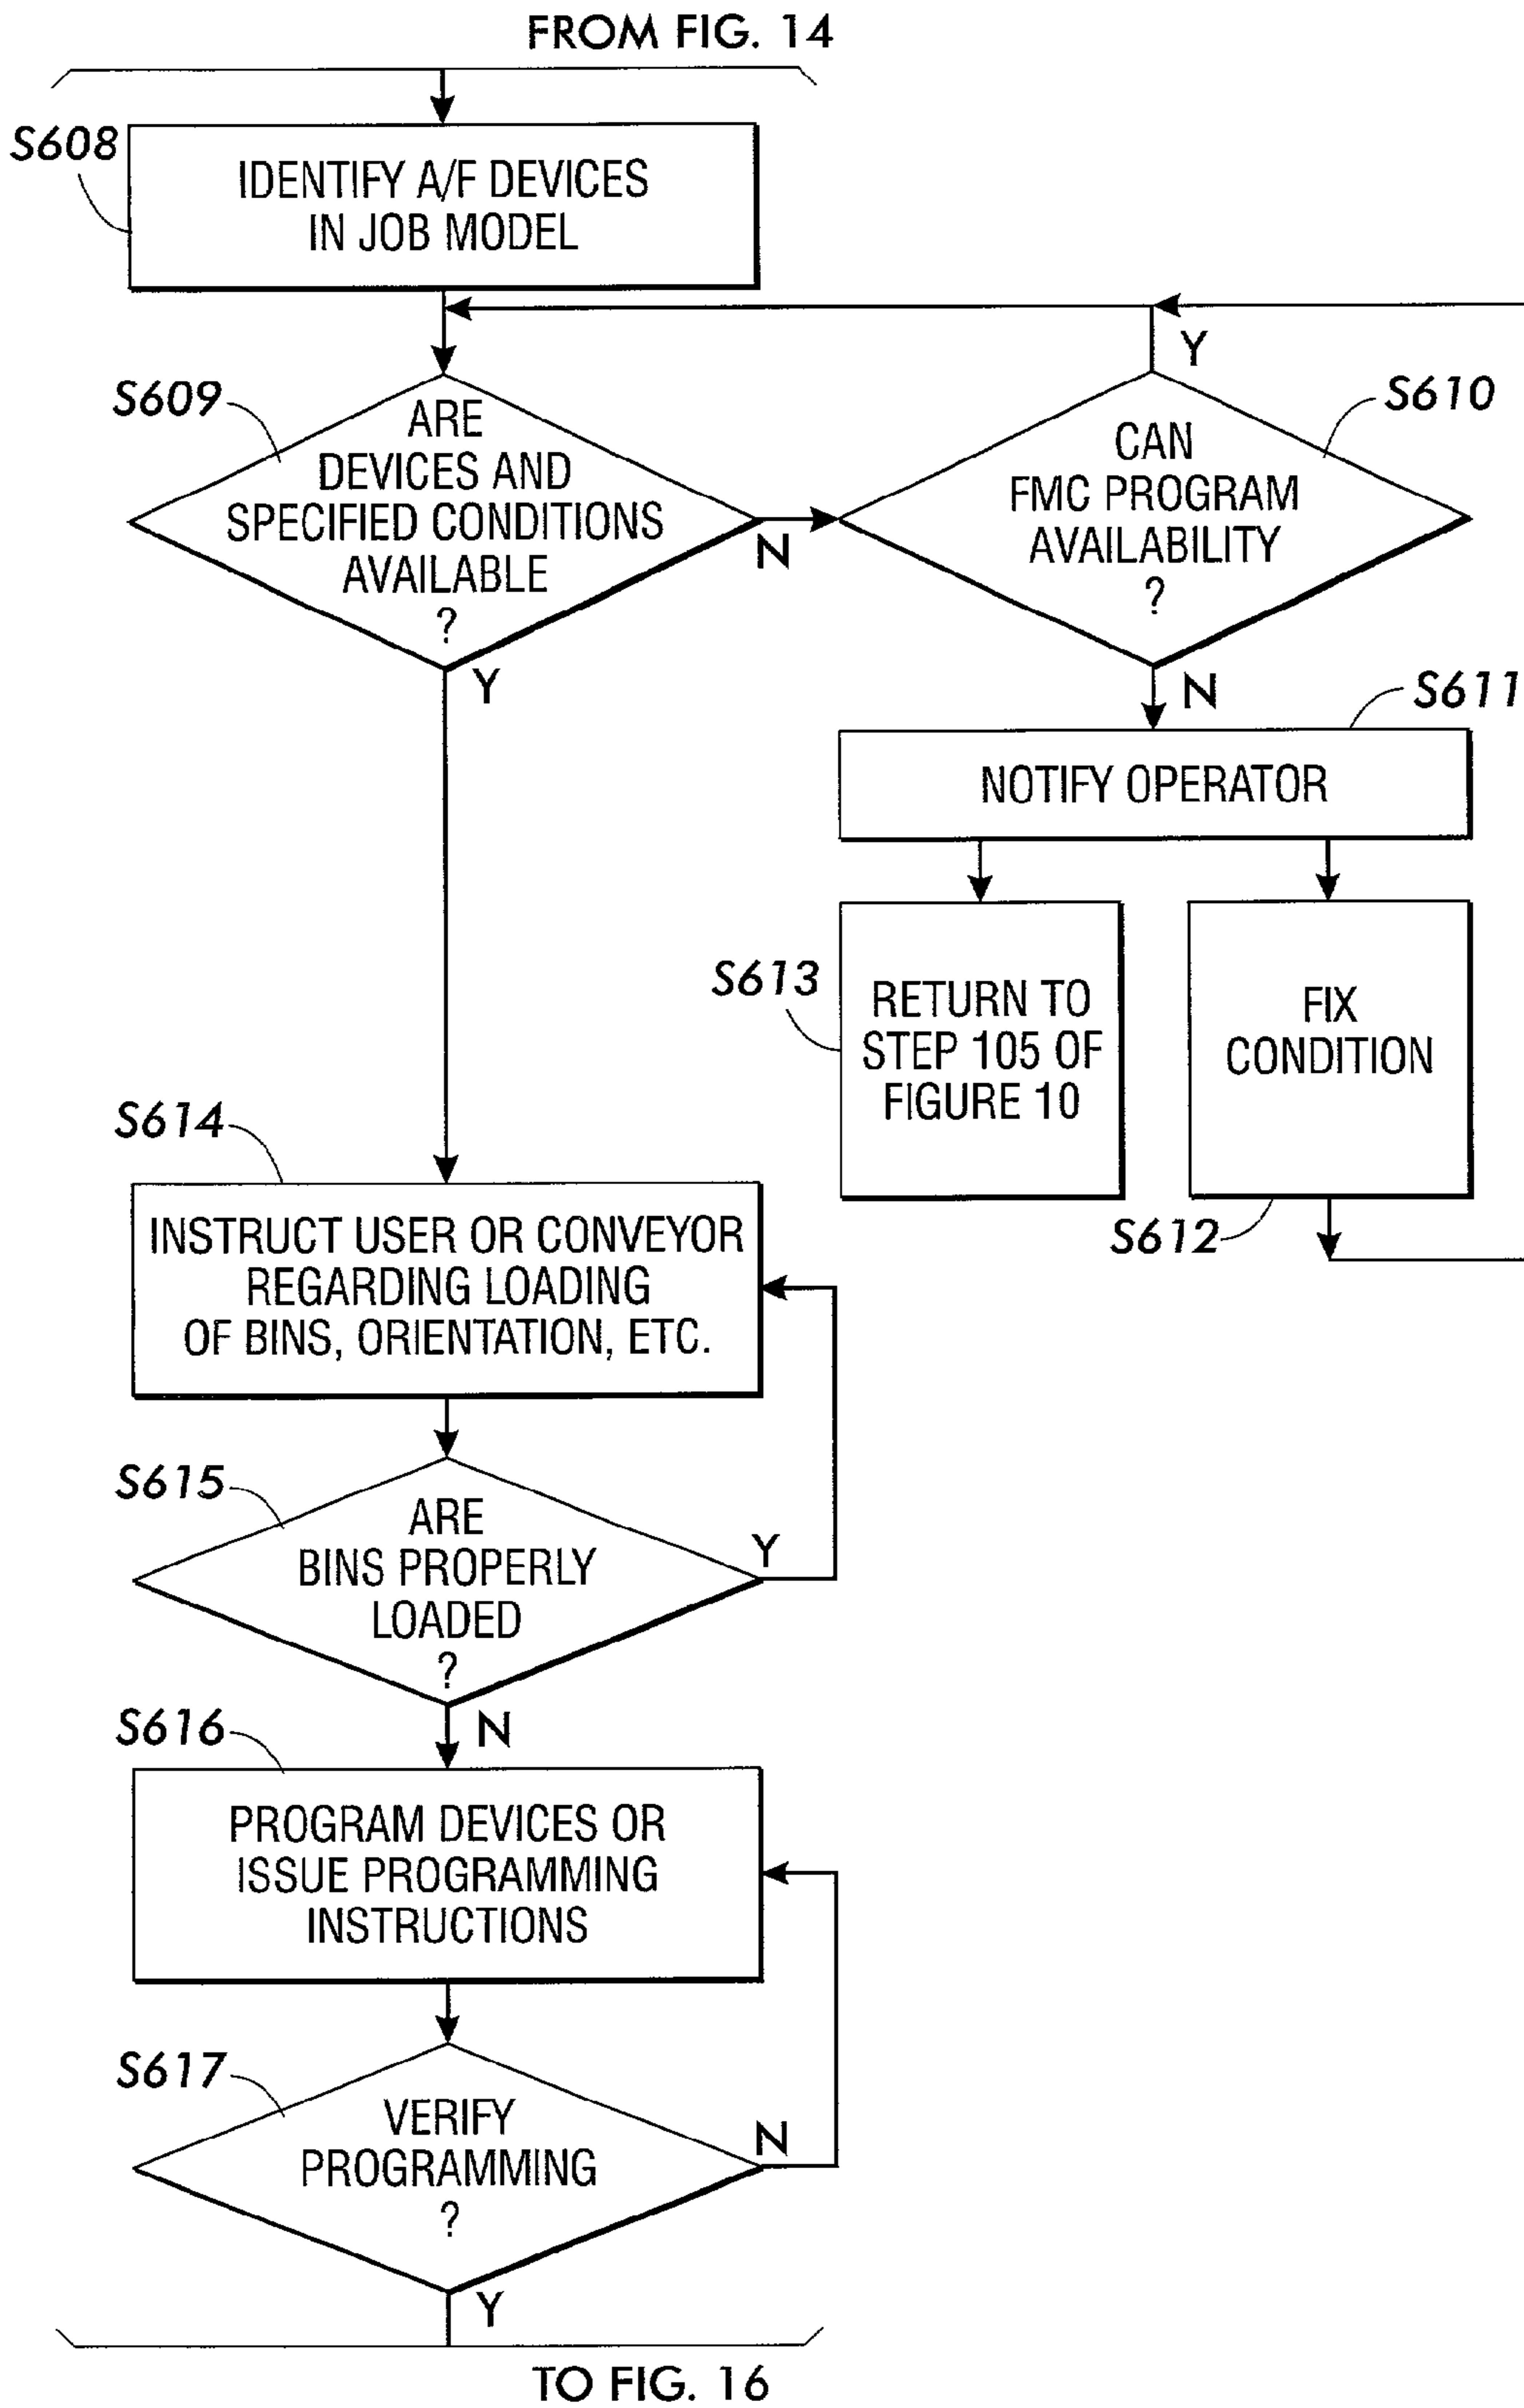 FROM FIG. 14
S608
IDENTIFY A/F DEVICES
IN JOB MODEL
S609
ARE
DEVICES AND
SPECIFIED CONDITIONS
AVAILABLE
?
N
Y
S610
CAN
FMC PROGRAM
AVAILABILITY
?
Y
N
S611
NOTIFY OPERATOR
S613
RETURN TO
STEP 105 OF
FIGURE 10
FIX
CONDITION
S612
S614
INSTRUCT USER OR CONVEYOR
REGARDING LOADING
OF BINS, ORIENTATION, ETC.
S615
ARE
BINS PROPERLY
LOADED
?
Y
N
S616
PROGRAM DEVICES OR
ISSUE PROGRAMMING
INSTRUCTIONS
S617
VERIFY
PROGRAMMING
?
N
Y
TO FIG. 16